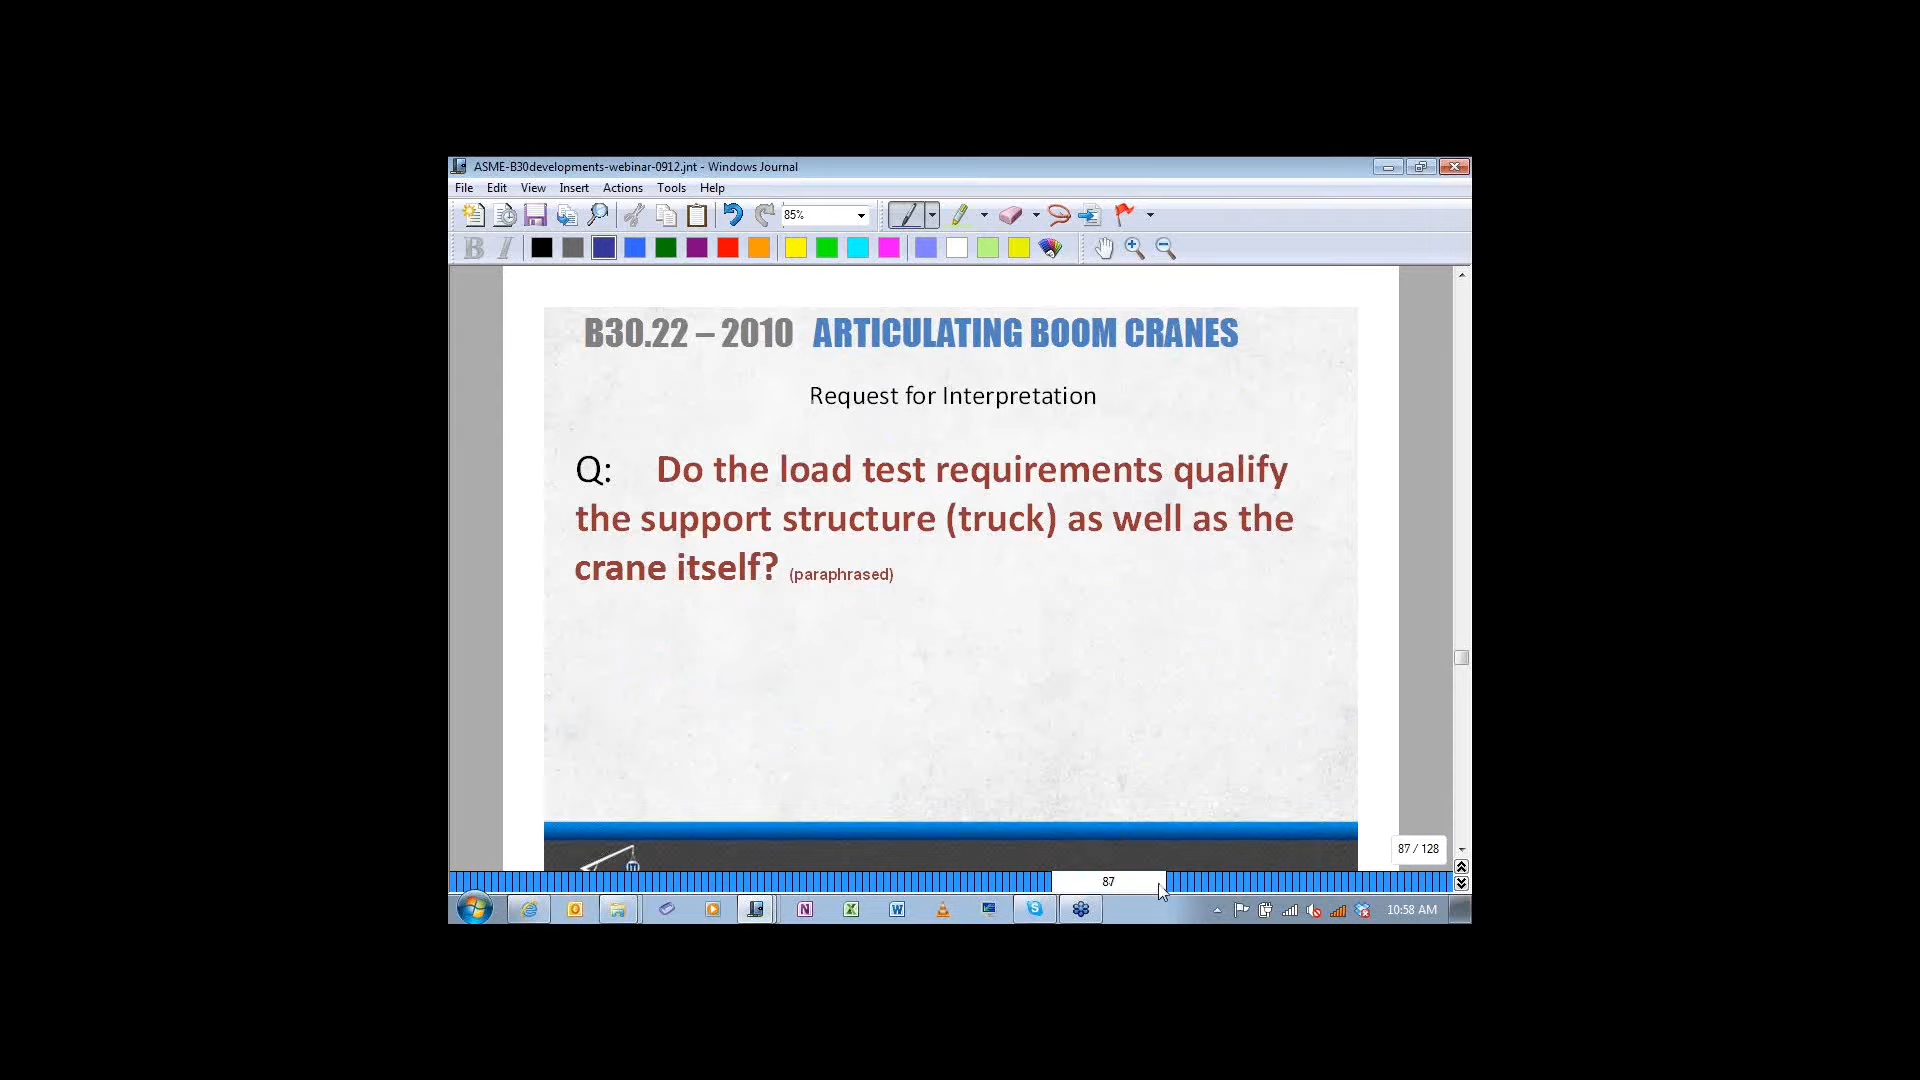 ASME-B30developments-webinar-0912.jnt - Windows Journal
File Edit View Insert Actions Tools Help
85%
B I
B30.22 – 2010 ARTICULATING BOOM CRANES
Request for Interpretation
Q: Do the load test requirements qualify
the support structure (truck) as well as the
crane itself? (paraphrased)
87 / 128
87
10:58 AM